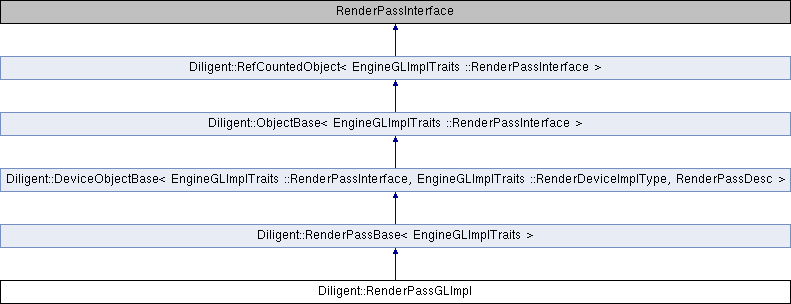 RenderPassInterface
Diligent::RefCountedObject< EngineGLImplTraits ::RenderPassInterface >
Diligent::ObjectBase< EngineGLImplTraits ::RenderPassInterface >
Diligent::DeviceObjectBase< EngineGLImplTraits ::RenderPassInterface, EngineGLImplTraits ::RenderDeviceImplType, RenderPassDesc >
Diligent::RenderPassBase< EngineGLImplTraits >
Diligent::RenderPassGLImpl